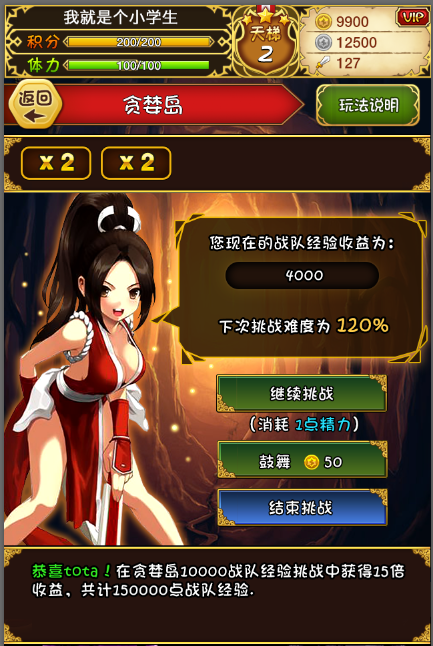 我就是个小学生
积分 200/200
体力 100/100
天梯
2
9900
VIP
12500
127
返回
贪婪岛
玩法说明
x2 x2
您现在的战队经验收益为:
4000
下次挑战难度为 120%
继续挑战
(消耗 1点精力)
鼓舞 50
结束挑战
恭喜tota！在贪婪岛10000战队经验挑战中获得15倍
收益，共计150000点战队经验.